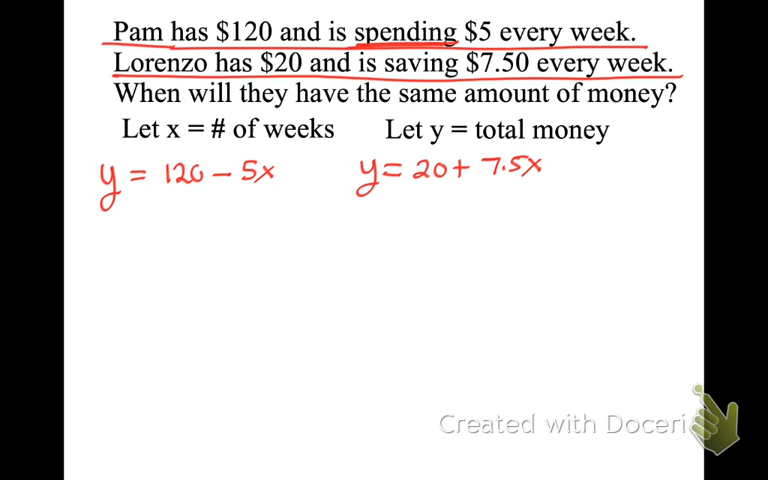 Pam has $120 and is spending $5 every week.
Lorenzo has $20 and is saving $7.50 every week.
When will they have the same amount of money?
Let x = # of weeks Let y = total money
y = 120 - 5x y = 20 + 7.5x
Created with Doceri